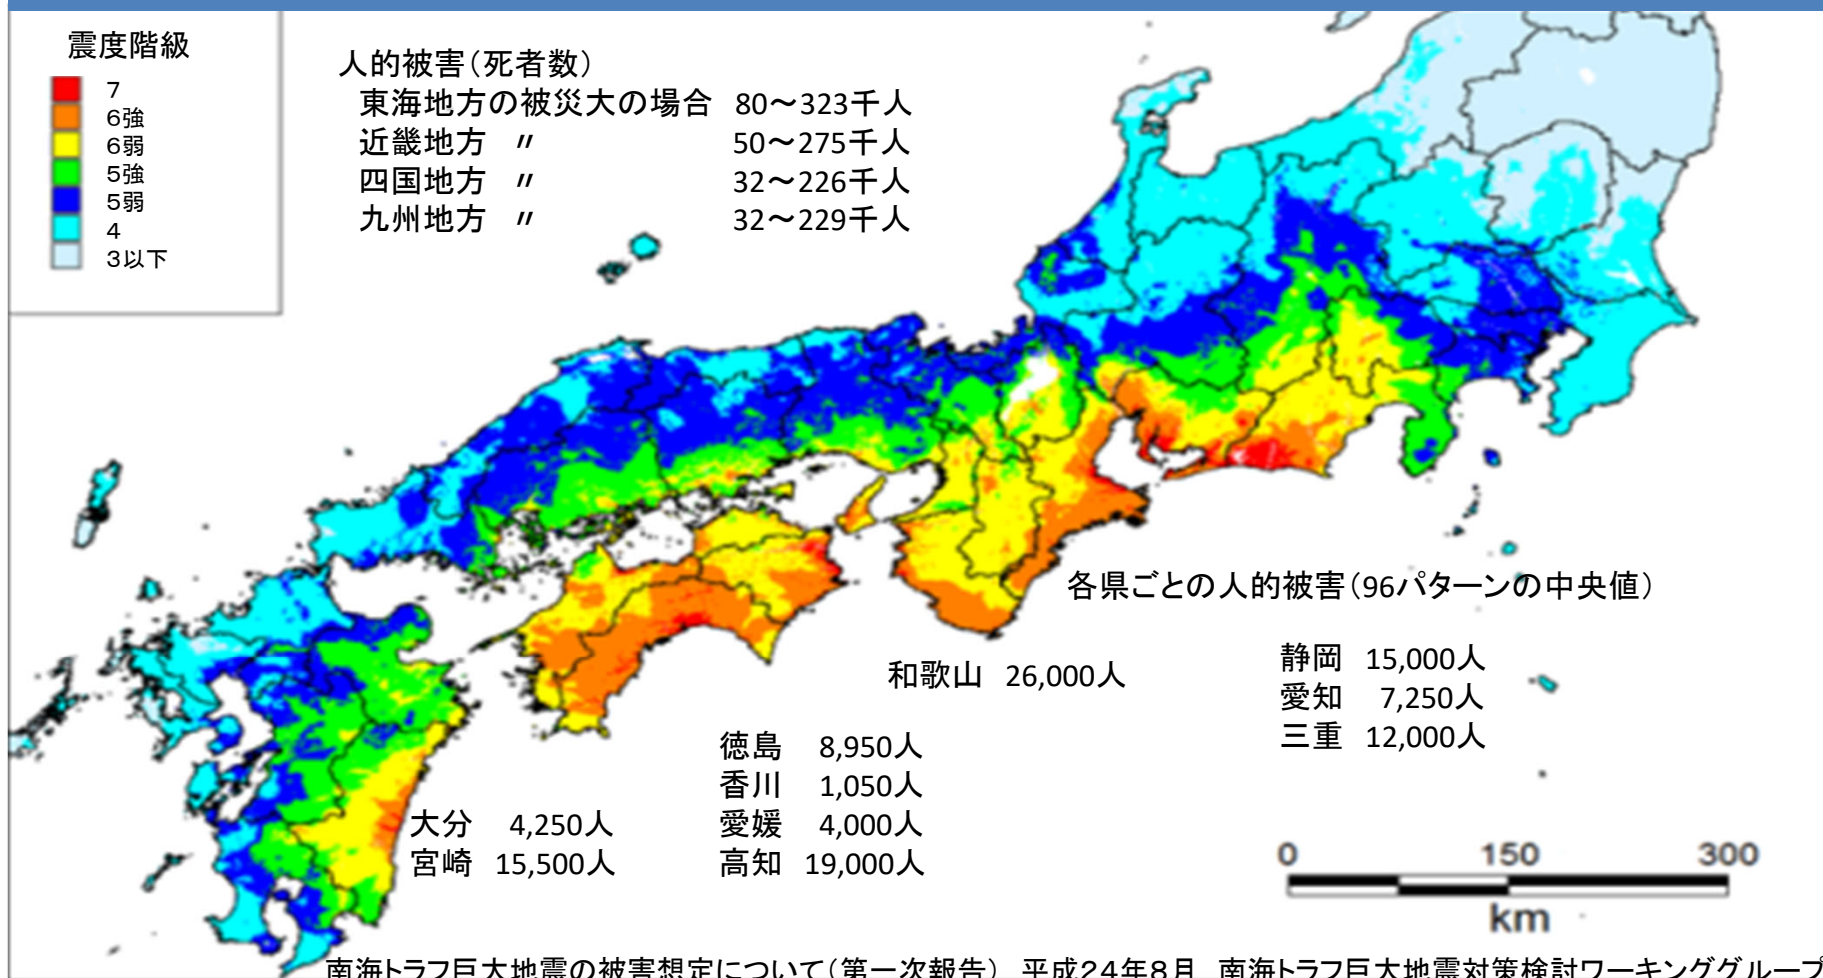 震度階級
7
6強
6弱
5強
5弱
4
3以下
人的被害(死者数)
東海地方の被災大の場合 80～323千人
近畿地方 〃 50～275千人
四国地方 〃 32～226千人
九州地方 〃 32～229千人
各県ごとの人的被害(96パターンの中央値)
和歌山 26,000人
静岡 15,000人
愛知 7,250人
三重 12,000人
徳島 8,950人
香川 1,050人
愛媛 4,000人
高知 19,000人
大分 4,250人
宮崎 15,500人
0 150 300
km
南海トラフ巨大地震の被害想定について(第一次報告) 平成24年8月 南海トラフ巨大地震対策検討ワーキンググループ